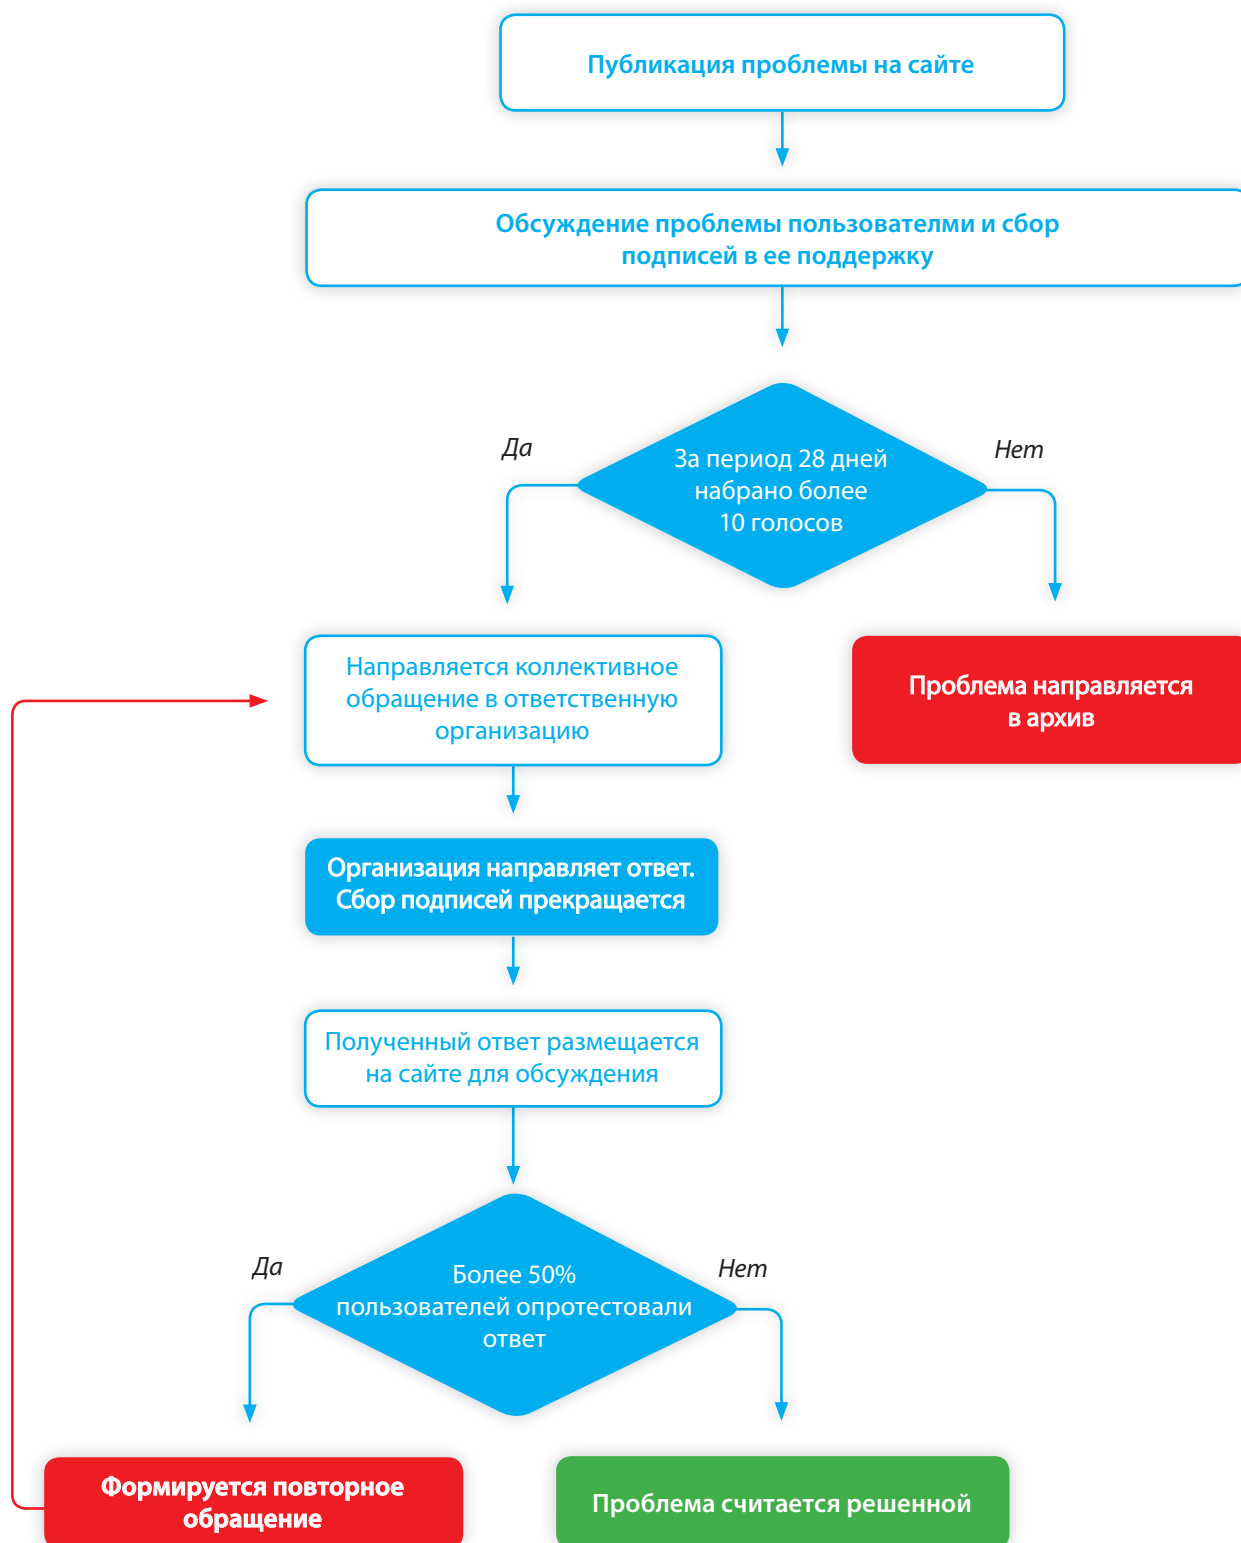 Публикация проблемы на сайте
Обсуждение проблемы пользователми и сбор
подписей в ее поддержку
Да
Нет
За период 28 дней
набрано более
10 голосов
Направляется коллективное
обращение в ответственную
организацию
Проблема направляется
в архив
Организация направляет ответ.
Сбор подписей прекращается
Полученный ответ размещается
на сайте для обсуждения
Да
Нет
Более 50%
пользователей опротестовали
ответ
Формируется повторное
обращение
Проблема считается решенной